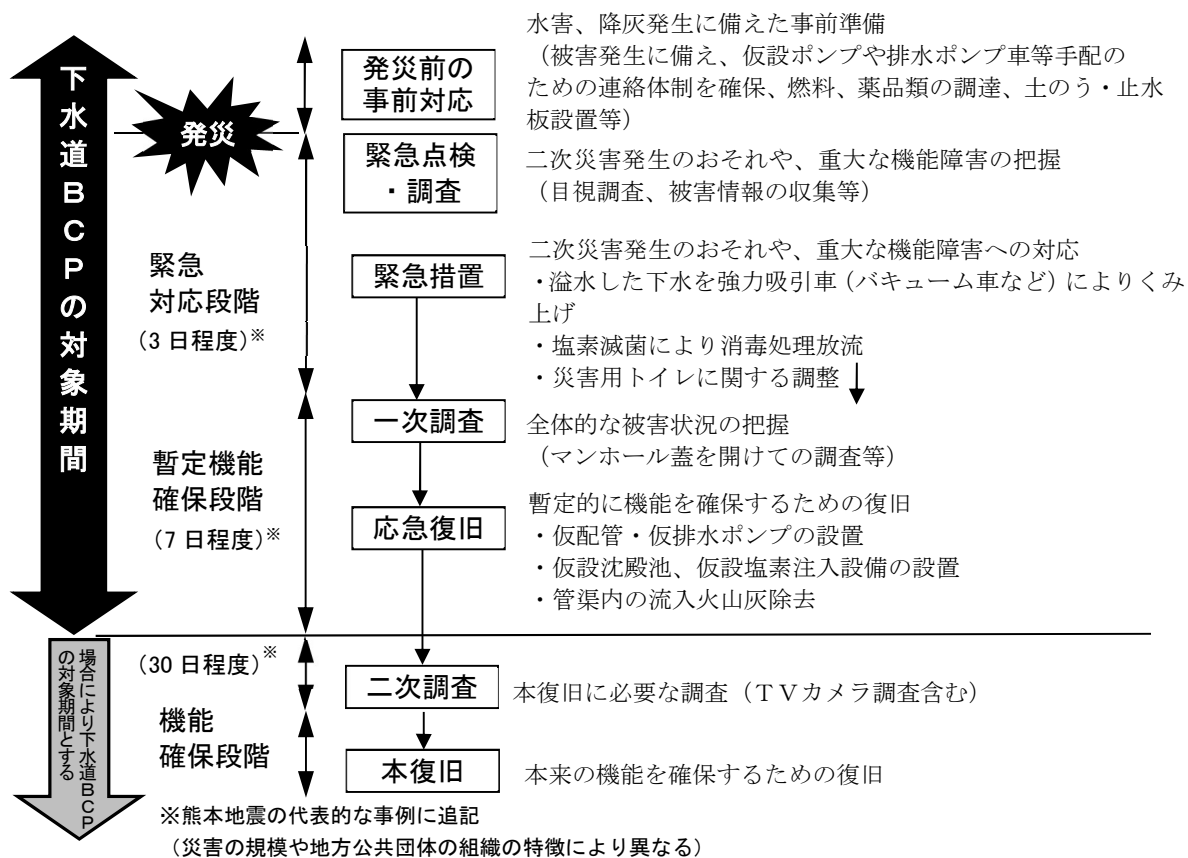 下水道BCPの対象期間
発災前の
事前対応
水害、降灰発生に備えた事前準備
（被害発生に備え、仮設ポンプや排水ポンプ車等手配の
ための連絡体制を確保、燃料、薬品類の調達、土のう・止水
板設置等）
発災
緊急点検
・調査
二次災害発生のおそれや、重大な機能障害の把握
（目視調査、被害情報の収集等）
緊急
対応段階
（3 日程度）※
緊急措置
二次災害発生のおそれや、重大な機能障害への対応
・溢水した下水を強力吸引車（バキューム車など）によりくみ
上げ
・塩素滅菌により消毒処理放流
・災害用トイレに関する調整
暫定機能
確保段階
（7 日程度）※
一次調査
全体的な被害状況の把握
（マンホール蓋を開けての調査等）
応急復旧
暫定的に機能を確保するための復旧
・仮配管・仮排水ポンプの設置
・仮設沈殿池、仮設塩素注入設備の設置
・管渠内の流入火山灰除去
場合により下水道BCP
の対象期間とする
（30 日程度）※
機能
確保段階
二次調査
本復旧に必要な調査（TVカメラ調査含む）
本復旧
本来の機能を確保するための復旧
※熊本地震の代表的な事例に追記
（災害の規模や地方公共団体の組織の特徴により異なる）